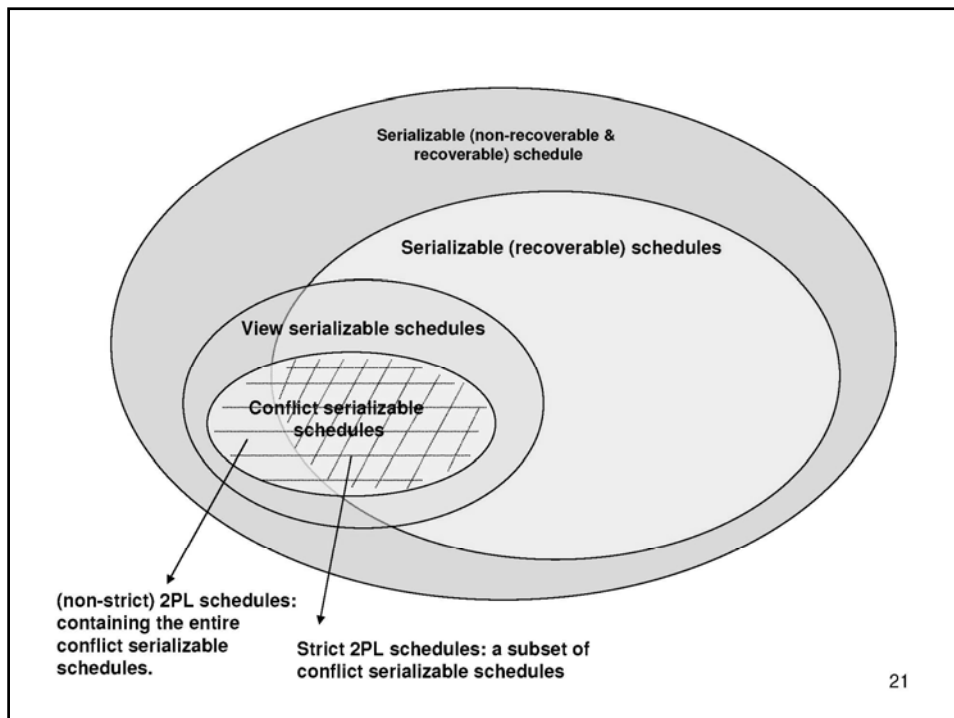 Serializable (non-recoverable &
recoverable) schedule
Serializable (recoverable) schedules
View serializable schedules
Conflict serializable
schedules
(non-strict) 2PL schedules:
containing the entire
conflict serializable
schedules.
Strict 2PL schedules: a subset of
conflict serializable schedules
21